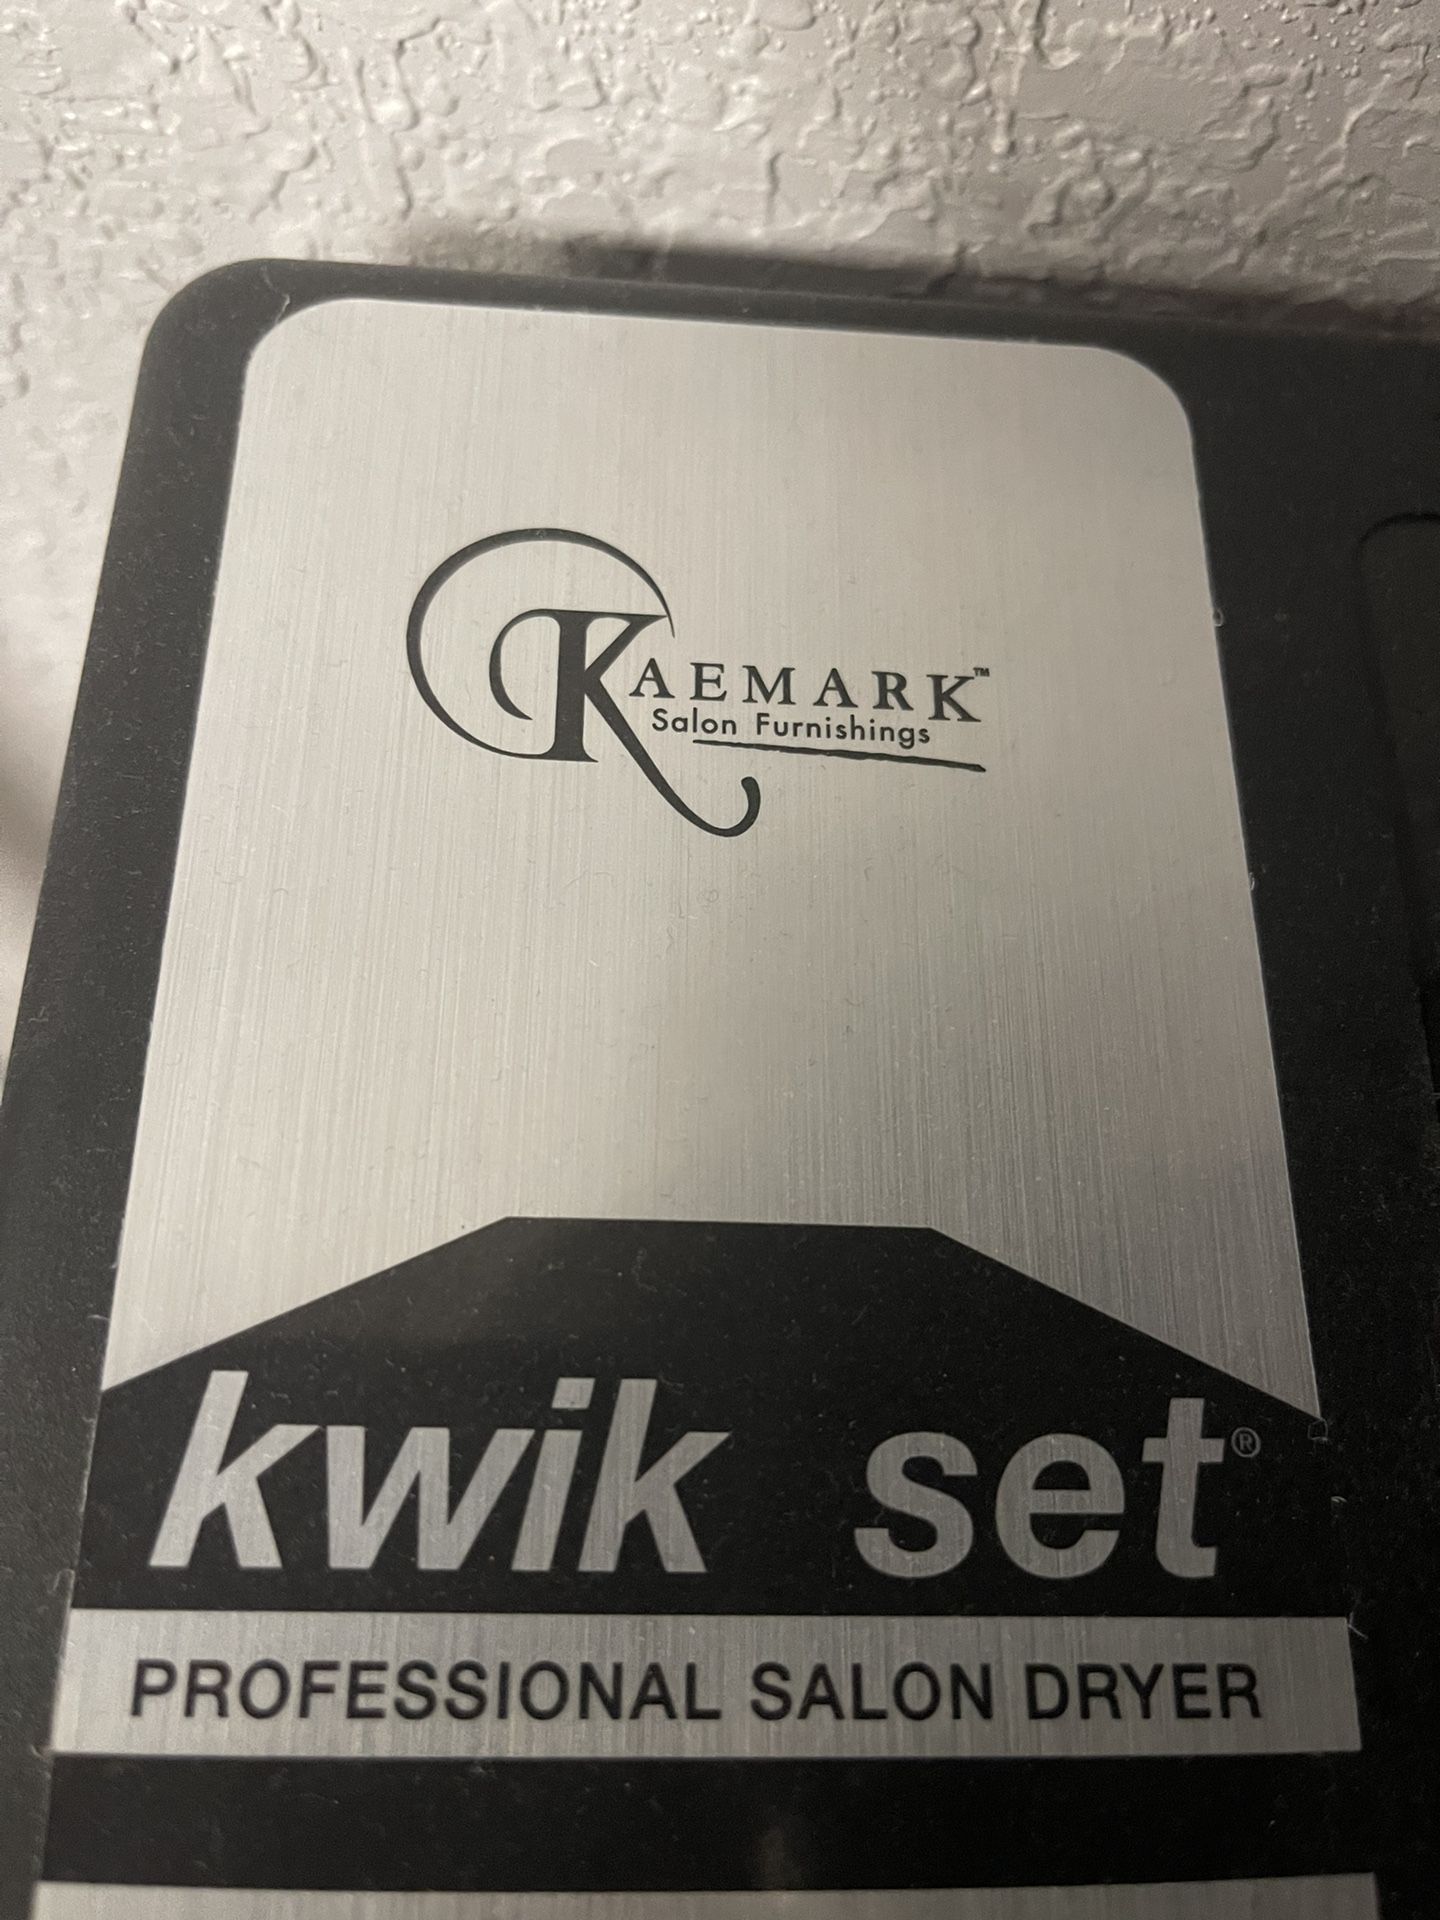 KAEMARK™
Salon Furnishings
kwik set®
PROFESSIONAL SALON DRYER